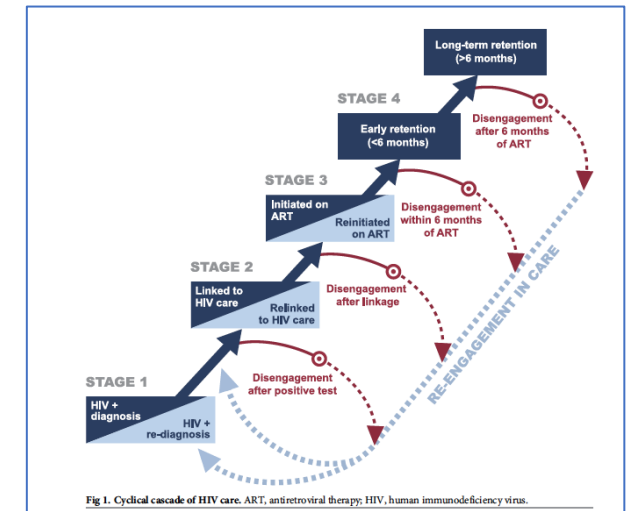 Long-term retention
(>6 months)
STAGE 4
Early retention
(<6 months)
Disengagement
after 6 months
of ART
STAGE 3
Initiated on
ART
Reinitiated
on ART
Disengagement
within 6 months
of ART
STAGE 2
Linked to
HIV care
Relinked
to HIV care
Disengagement
after linkage
RE-ENGAGEMENT IN CARE
STAGE 1
HIV +
diagnosis
HIV +
re-diagnosis
Disengagement
after positive test
Fig 1. Cyclical cascade of HIV care. ART, antiretroviral therapy; HIV, human immunodeficiency virus.